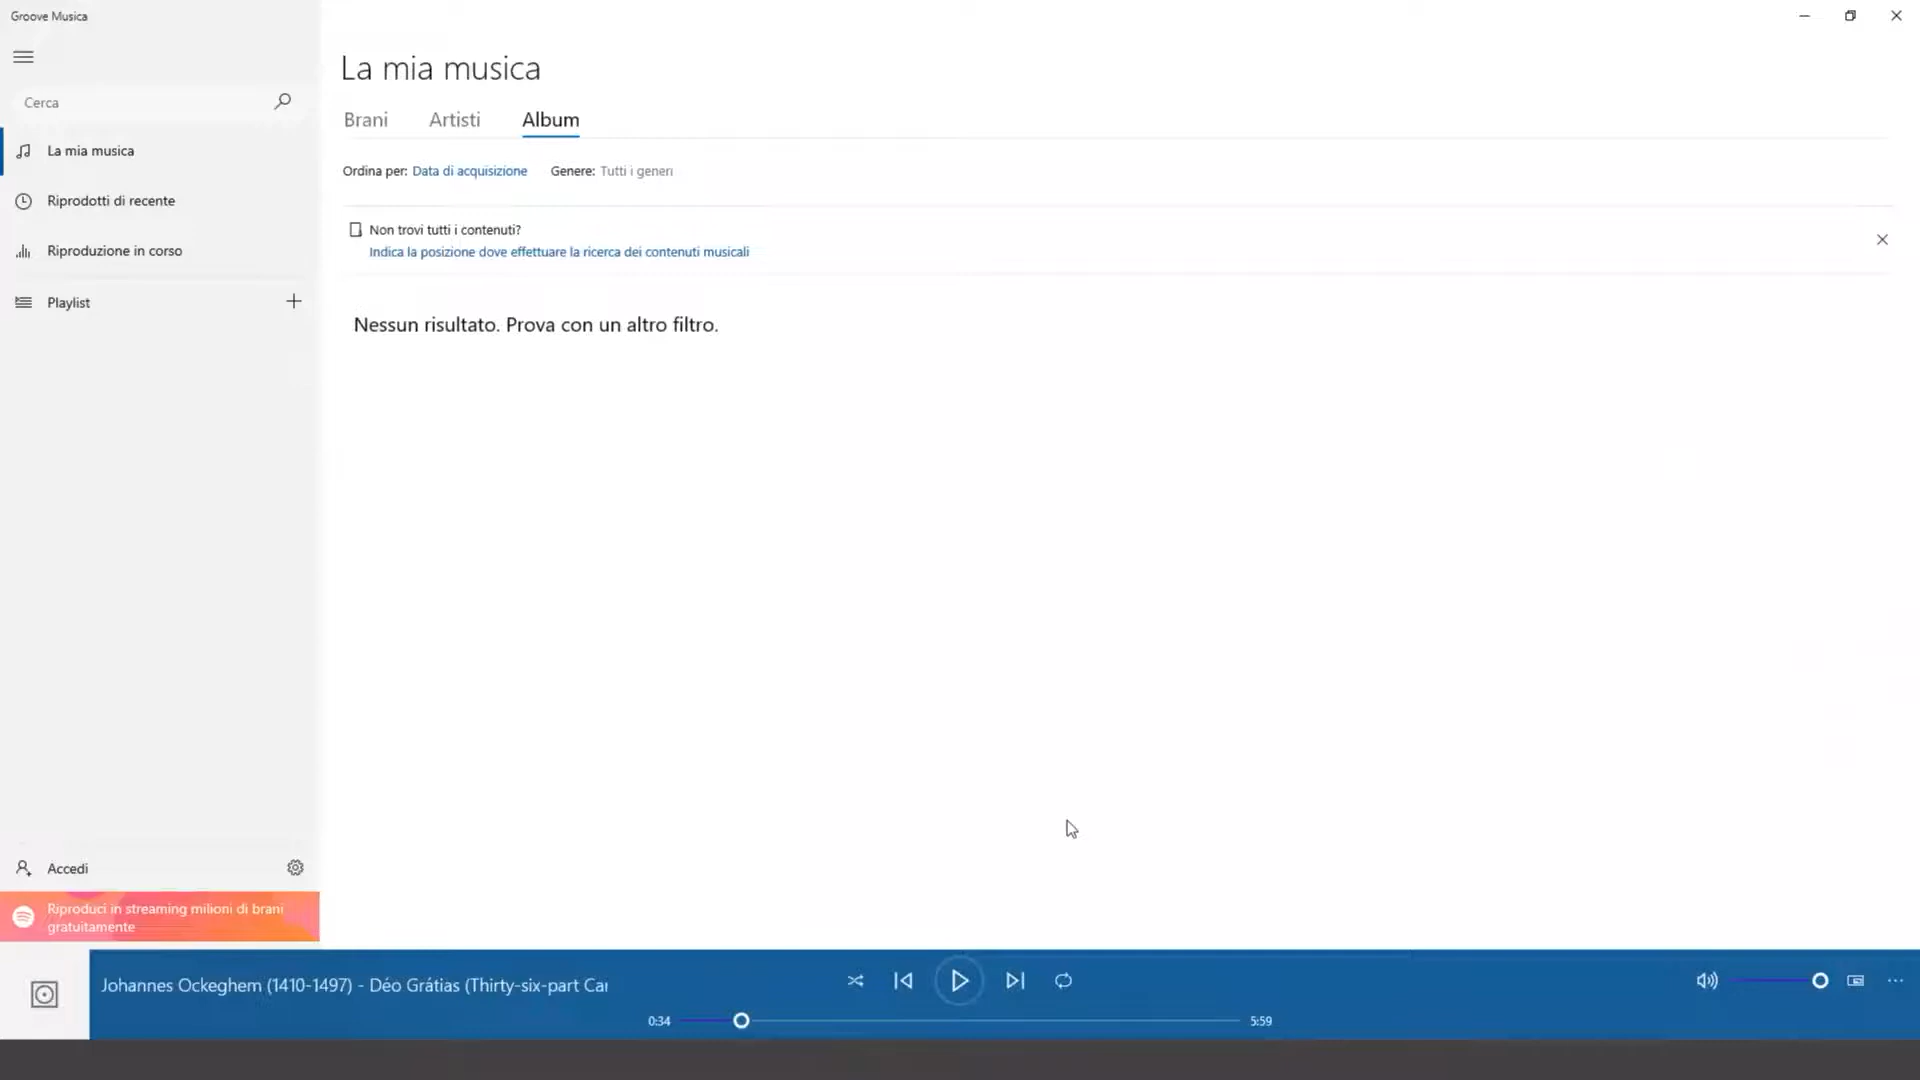 Groove Musica
Cerca
La mia musica
Riprodotti di recente
Riproduzione in corso
Playlist
Accedi
Riproduci in streaming milioni di brani
gratuitamente
La mia musica
Brani Artisti Album
Ordina per: Data di acquisizione Genere: Tutti i generi
Non trovi tutti i contenuti?
Indica la posizione dove effettuare la ricerca dei contenuti musicali
Nessun risultato. Prova con un altro filtro.
Johannes Ockeghem (1410-1497) - Déo Grátias (Thirty-six-part Car
0:34 5:59